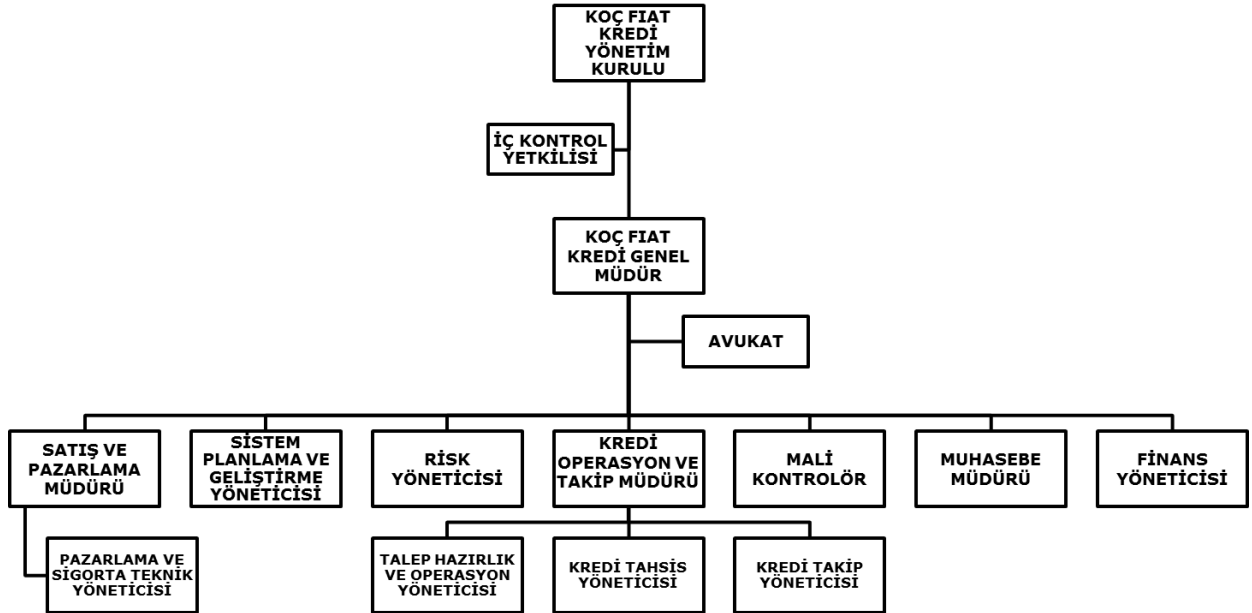 KOÇ FIAT
KREDİ
YÖNETİM
KURULU
İÇ KONTROL
YETKİLİSİ
KOÇ FIAT
KREDİ GENEL
MÜDÜR
AVUKAT
SATIŞ VE
PAZARLAMA
MÜDÜRÜ
SİSTEM
PLANLAMA VE
GELİŞTİRME
YÖNETİCİSİ
RİSK
YÖNETİCİSİ
KREDİ
OPERASYON VE
TAKİP MÜDÜRÜ
MALİ
KONTROLÖR
MUHASEBE
MÜDÜRÜ
FİNANS
YÖNETİCİSİ
PAZARLAMA VE
SİGORTA TEKNİK
YÖNETİCİSİ
TALEP HAZIRLIK
VE OPERASYON
YÖNETİCİSİ
KREDİ TAHSİS
YÖNETİCİSİ
KREDİ TAKİP
YÖNETİCİSİ